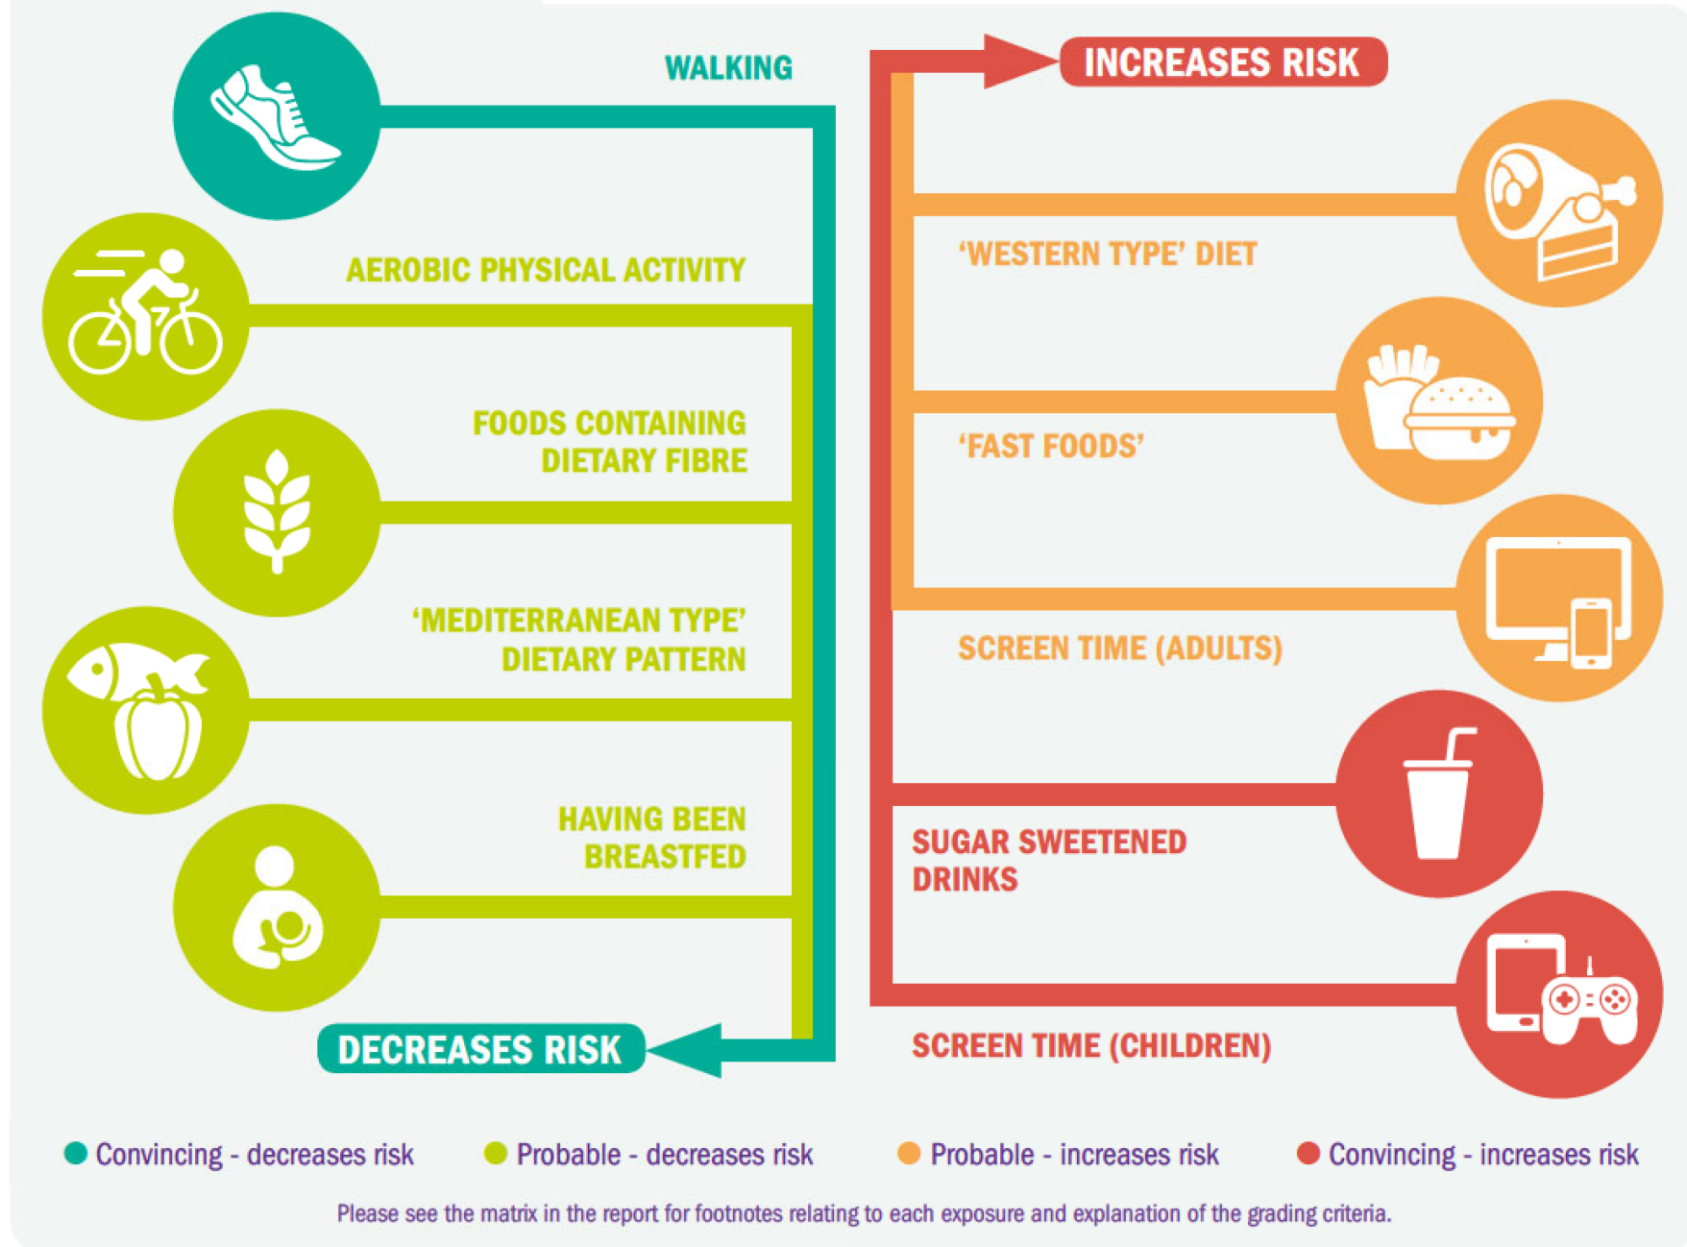 WALKING
AEROBIC PHYSICAL ACTIVITY
FOODS CONTAINING
DIETARY FIBRE
‘MEDITERRANEAN TYPE’
DIETARY PATTERN
HAVING BEEN
BREASTFED
DECREASES RISK
INCREASES RISK
‘WESTERN TYPE’ DIET
‘FAST FOODS’
SCREEN TIME (ADULTS)
SUGAR SWEETENED
DRINKS
SCREEN TIME (CHILDREN)
Convincing - decreases risk
Probable - decreases risk
Probable - increases risk
Convincing - increases risk
Please see the matrix in the report for footnotes relating to each exposure and explanation of the grading criteria.